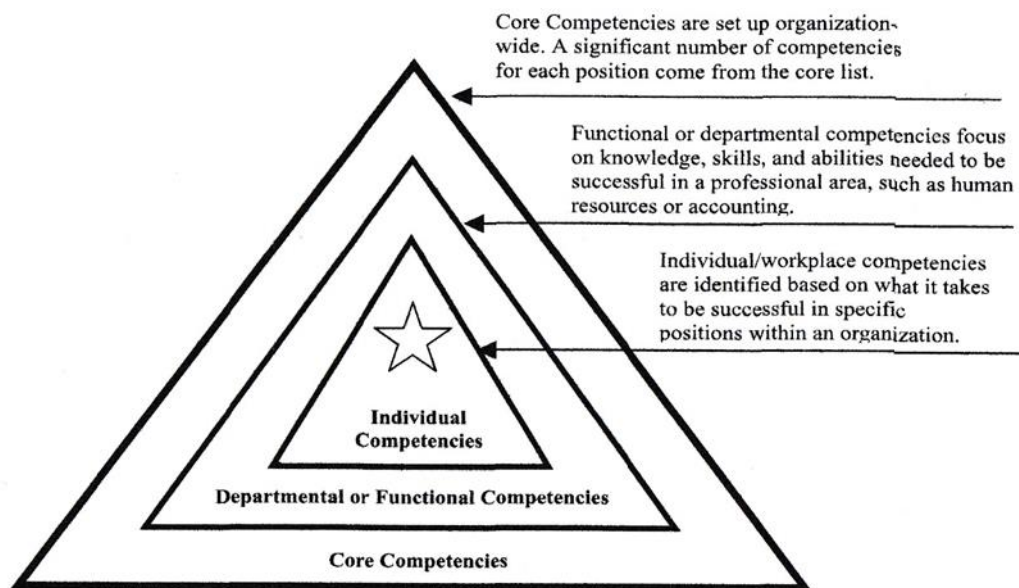 Core Competencies are set up organization-
wide. A significant number of competencies
for each position come from the core list.
Functional or departmental competencies focus
on knowledge, skills, and abilities needed to be
successful in a professional area, such as human
resources or accounting.
Individual/workplace competencies
are identified based on what it takes
to be successful in specific
positions within an organization.
Individual
Competencies
Departmental or Functional Competencies
Core Competencies